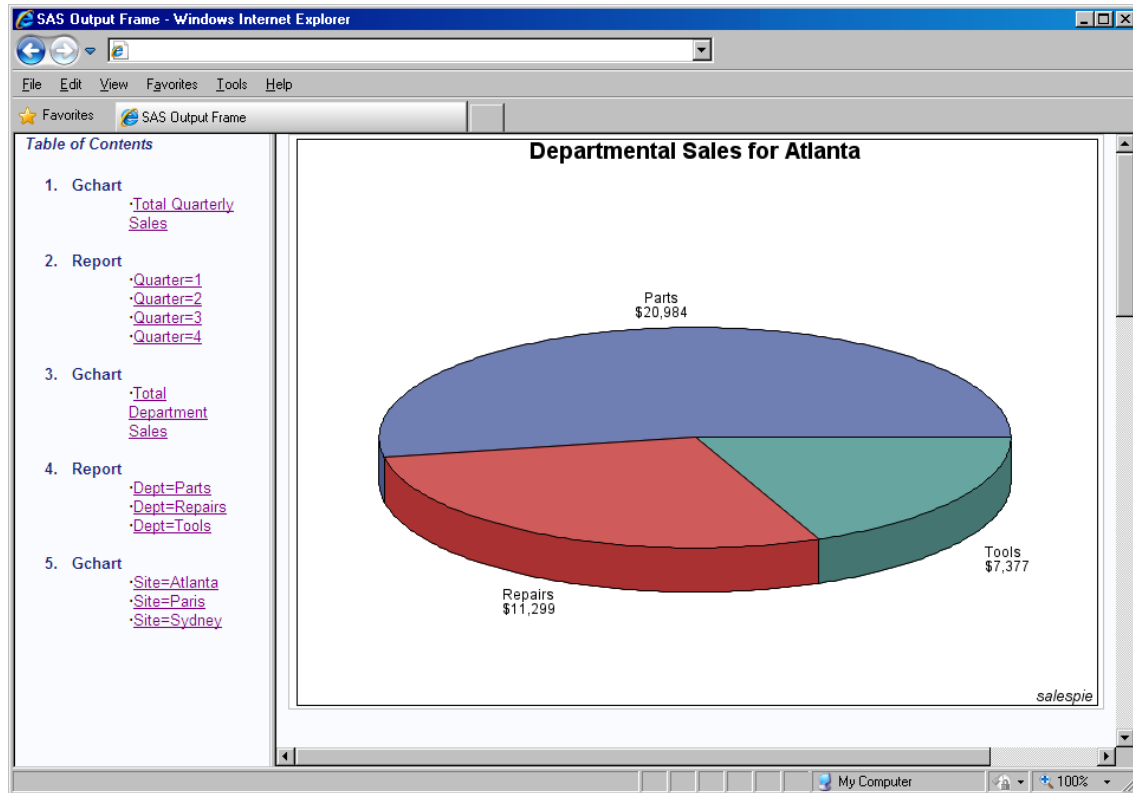 SAS Output Frame - Windows Internet Explorer
File Edit View Favorites Tools Help
Favorites SAS Output Frame
Table of Contents
1. Gchart
·Total Quarterly
Sales
2. Report
·Quarter=1
·Quarter=2
·Quarter=3
·Quarter=4
3. Gchart
·Total
Department
Sales
4. Report
·Dept=Parts
·Dept=Repairs
·Dept=Tools
5. Gchart
·Site=Atlanta
·Site=Paris
·Site=Sydney
Departmental Sales for Atlanta
Parts
$20,984
Tools
$7,377
Repairs
$11,299
salespie
My Computer
100%